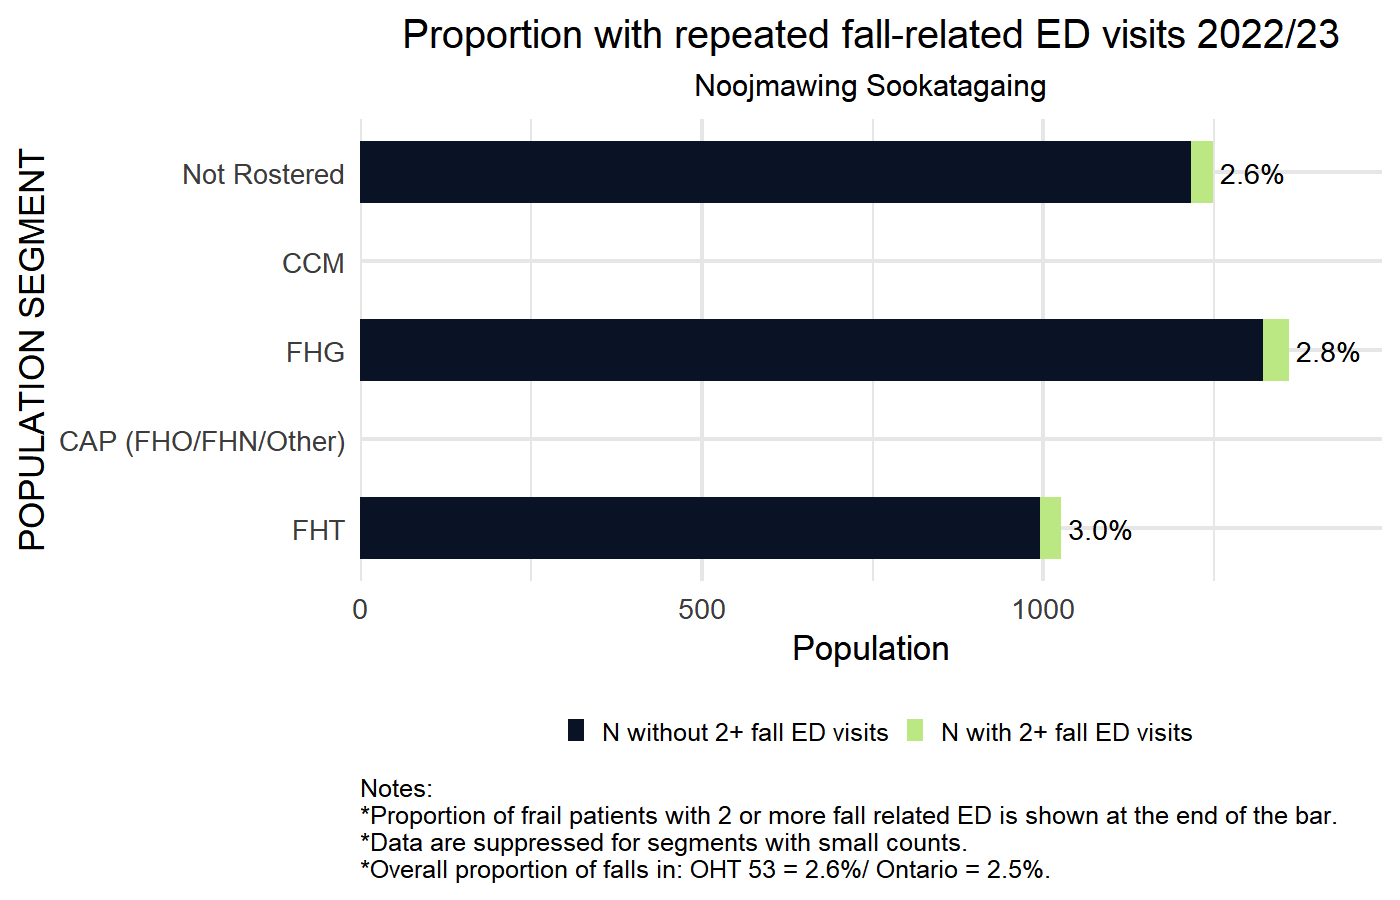 Proportion with repeated fall-related ED visits 2022/23
Noojmawing Sookatagaing
POPULATION SEGMENT
Not Rostered
2.6%
CCM
FHG
2.8%
CAP (FHO/FHN/Other)
FHT
3.0%
0 500 1000
Population
N without 2+ fall ED visits N with 2+ fall ED visits
Notes:
*Proportion of frail patients with 2 or more fall related ED is shown at the end of the bar.
*Data are suppressed for segments with small counts.
*Overall proportion of falls in: OHT 53 = 2.6%/ Ontario = 2.5%.